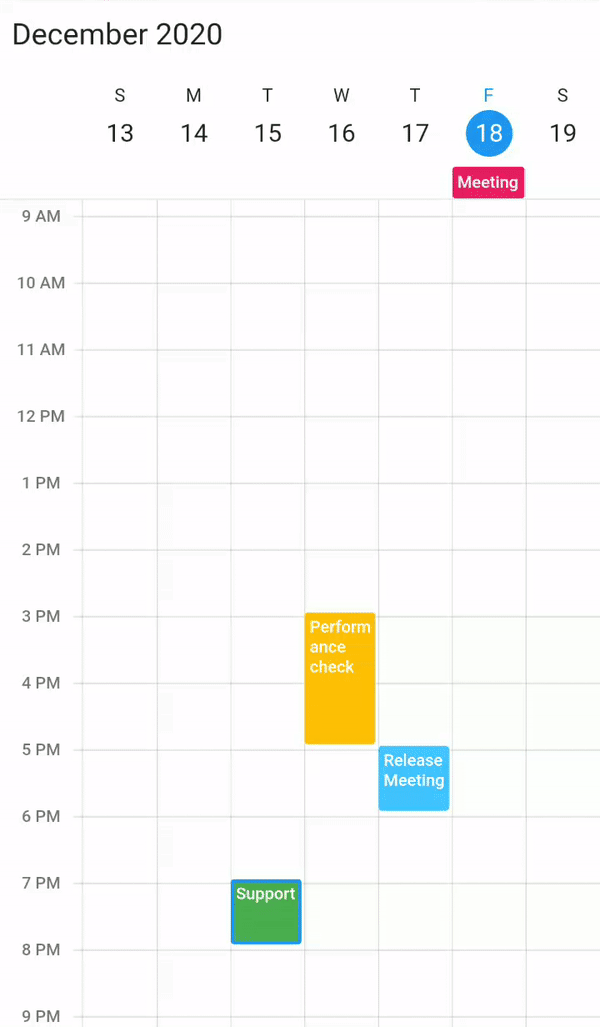 December 2020
S M T W T F S
13 14 15 16 17 18 19
Meeting
9 AM
10 AM
11 AM
12 PM
1 PM
2 PM
3 PM
Perform
ance
check
4 PM
5 PM
Release
Meeting
6 PM
7 PM
Support
8 PM
9 PM